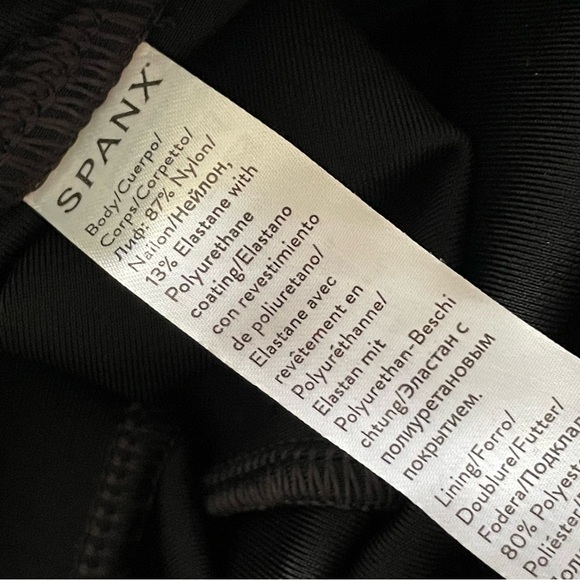 SPANX
Body/Cuerpo/
Corps/Corpetto/
Лиф: 87% Nylon/
Nailon/Нейлон,
13% Elastane with
Polyurethane
coating/Elastano
con revestimiento
de poliuretano/
Elastane avec
revêtement en
Polyuréthanne/
Elastan mit
Polyurethan-Beschi
chtung/Эластан с
полиуретановым
покрытием.
Lining/Forro/
Doublure/Futter/
Fodera/
80%